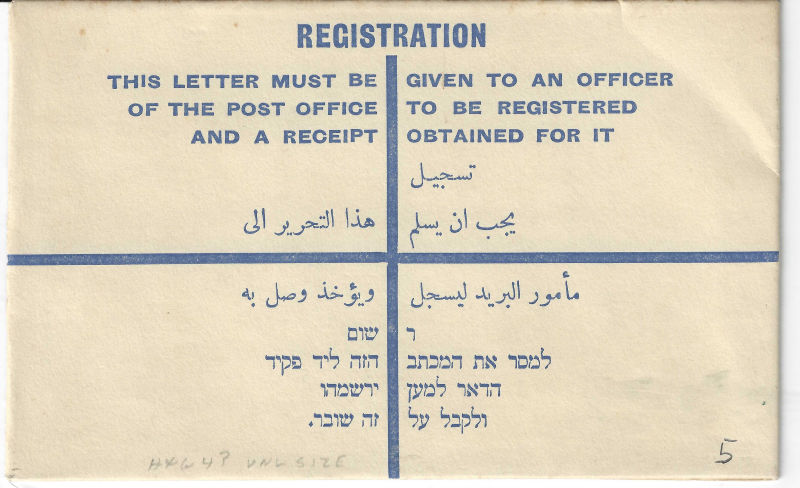 REGISTRATION
THIS LETTER MUST BE GIVEN TO AN OFFICER
OF THE POST OFFICE TO BE REGISTERED
AND A RECEIPT OBTAINED FOR IT
تسجيل
يجب ان يسلم هذا التحرير الى
مأمور البريد ليسجل ويؤخذ وصل به
ר שום
למסר את המכתב הזה ליד פקיד
הדאר למען ירשמהו
ולקבל על זה שובר.
5
SIZE